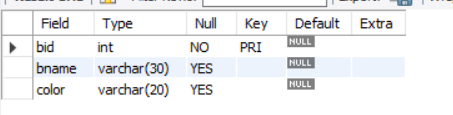 Field Type Null Key Default Extra
bid int NO PRI NULL
bname varchar(30) YES NULL
color varchar(20) YES NULL